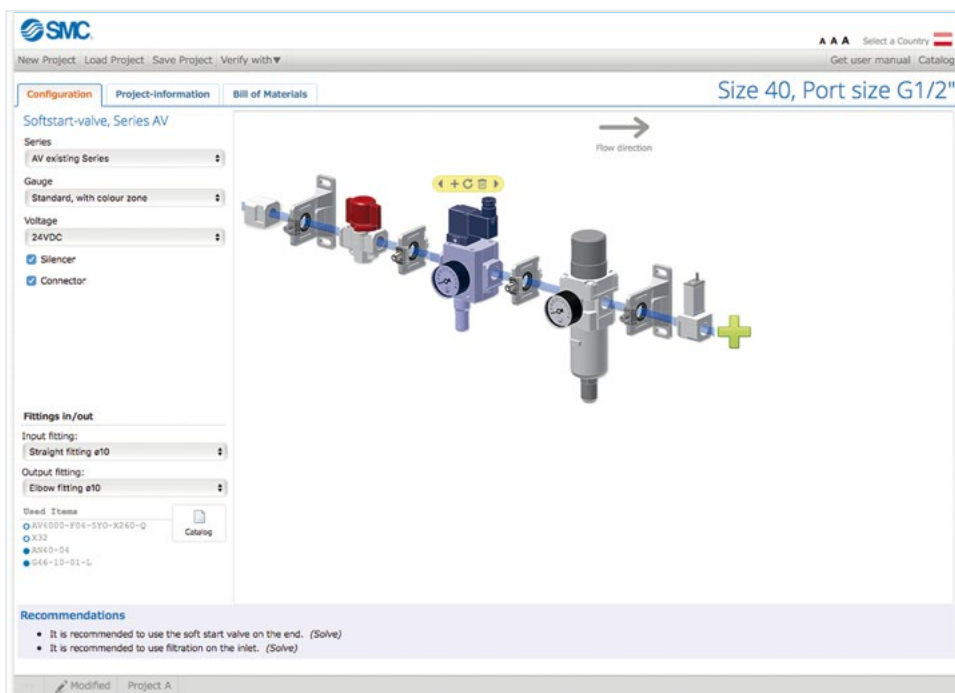 SMC
A A A Select a Country
New Project Load Project Save Project Verify with▼ Get user manual Catalog
Configuration Project-information Bill of Materials Size 40, Port size G1/2"
Softstart-valve, Series AV
Flow direction
Series
AV existing Series
Gauge
Standard, with colour zone
Voltage
24VDC
Silencer
Connector
Fittings in/out
Input fitting:
Straight fitting ø10
Output fitting:
Elbow fitting ø10
Used Items
AV4000-F04-5YO-X260-Q
X32
AN40-04
G46-10-01-L
Catalog
Recommendations
• It is recommended to use the soft start valve on the end. (Solve)
• It is recommended to use filtration on the inlet. (Solve)
Modified Project A